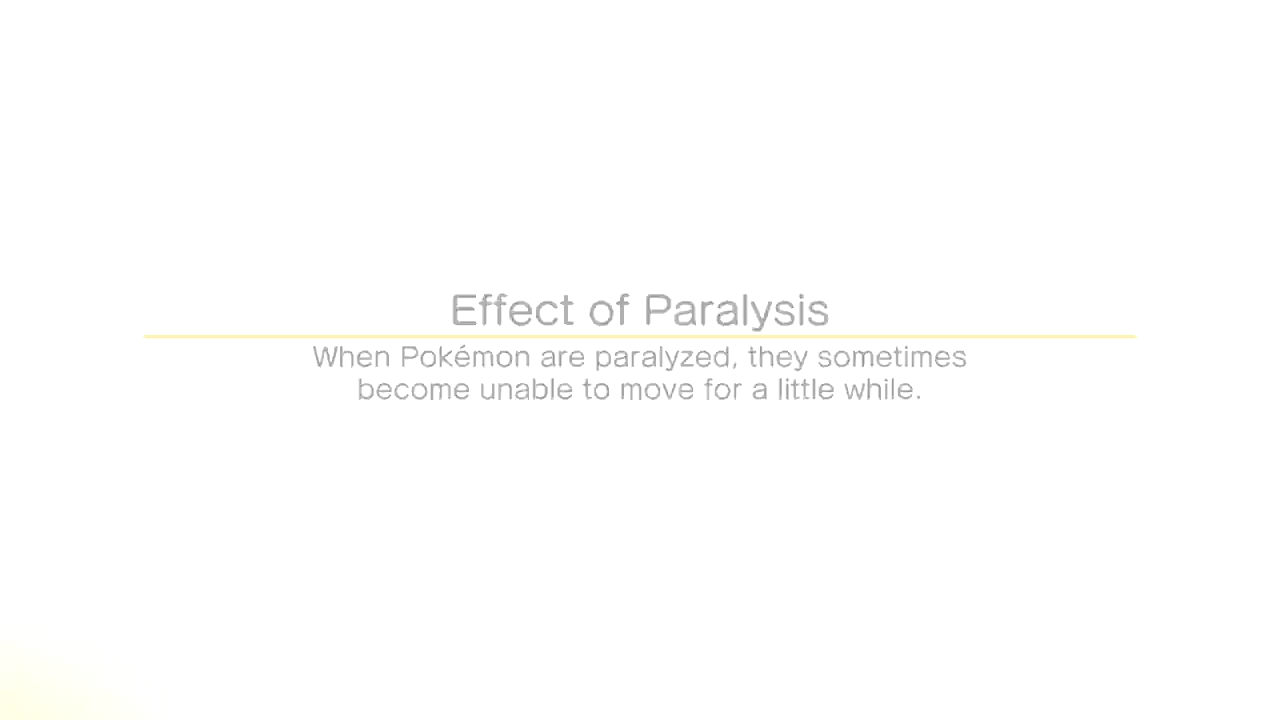 Effect of Paralysis
When Pokémon are paralyzed, they sometimes
become unable to move for a little while.